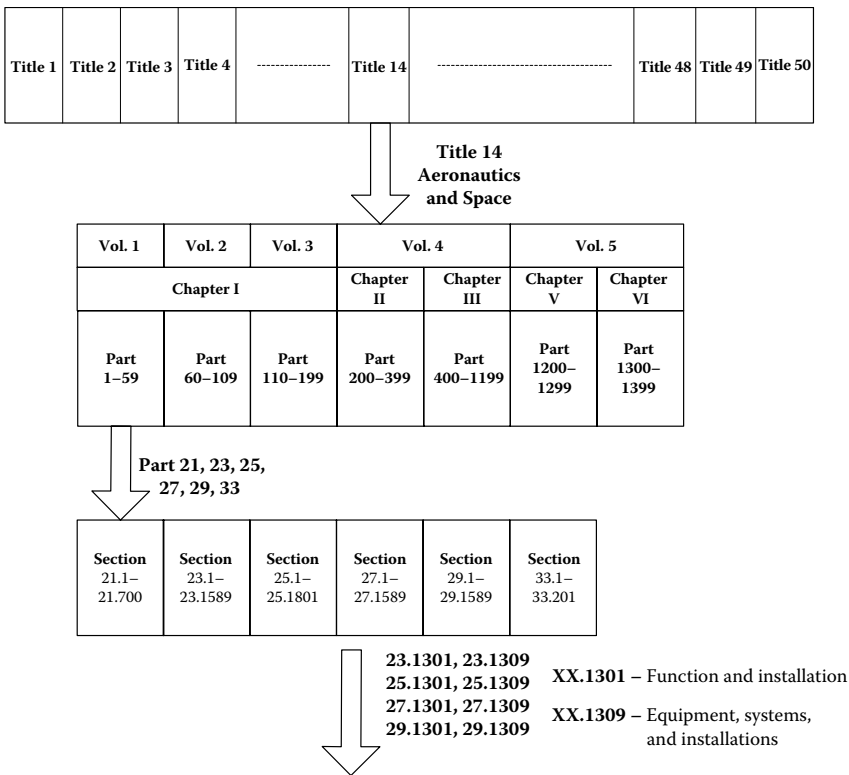 Title 1 Title 2 Title 3 Title 4 Title 14 Title 48 Title 49 Title 50
Title 14
Aeronautics
and Space
Vol. 1 Vol. 2 Vol. 3 Vol. 4 Vol. 5
Chapter I
Chapter
II
Chapter
III
Chapter
V
Chapter
VI
Part
1–59
Part
60–109
Part
110–199
Part
200–399
Part
400–1199
Part
1200–
1299
Part
1300–
1399
Part 21, 23, 25,
27, 29, 33
Section
21.1–
21.700
Section
23.1–
23.1589
Section
25.1–
25.1801
Section
27.1–
27.1589
Section
29.1–
29.1589
Section
33.1–
33.201
23.1301, 23.1309
25.1301, 25.1309
27.1301, 27.1309
29.1301, 29.1309
XX.1301 – Function and installation
XX.1309 – Equipment, systems,
and installations